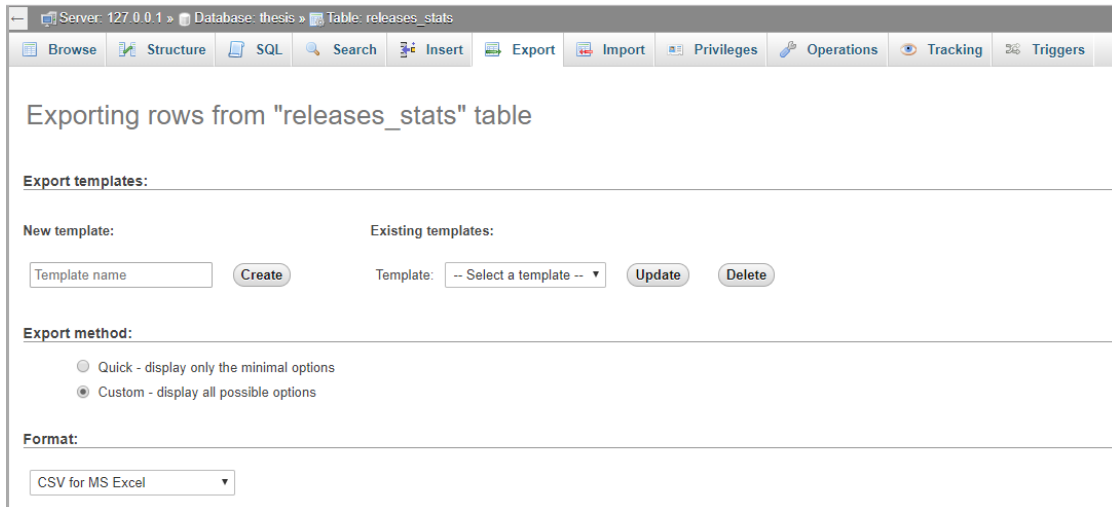 Server: 127.0.0.1 » Database: thesis » Table: releases_stats
Browse Structure SQL Search Insert Export Import Privileges Operations Tracking Triggers
Exporting rows from "releases_stats" table
Export templates:
New template: Existing templates:
Template name Create Template: -- Select a template -- Update Delete
Export method:
Quick - display only the minimal options
Custom - display all possible options
Format:
CSV for MS Excel